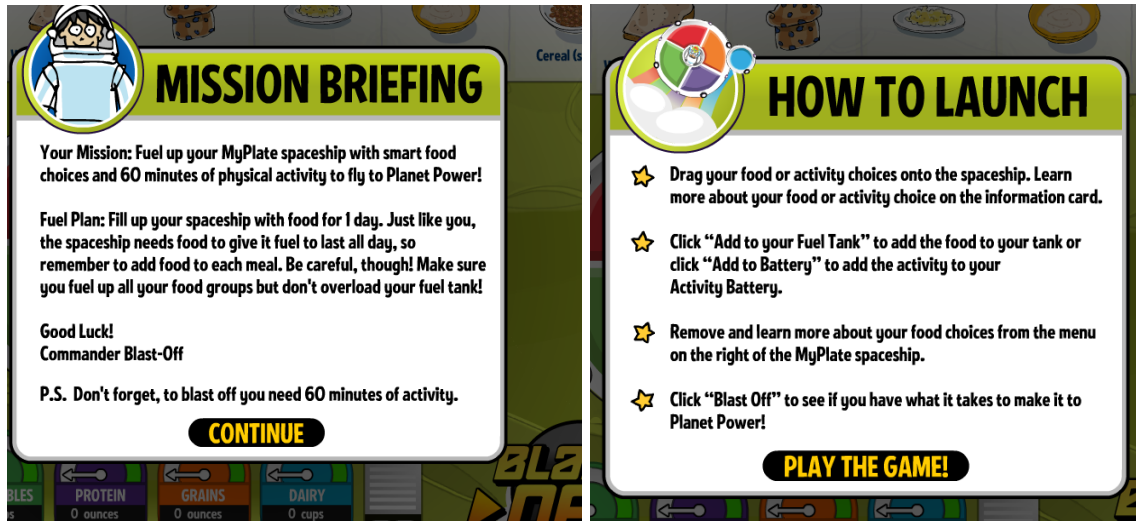 Cereal
MISSION BRIEFING
Your Mission: Fuel up your MyPlate spaceship with smart food
choices and 60 minutes of physical activity to fly to Planet Power!
Fuel Plan: Fill up your spaceship with food for 1 day. Just like you,
the spaceship needs food to give it fuel to last all day, so
remember to add food to each meal. Be careful, though! Make sure
you fuel up all your food groups but don't overload your fuel tank!
Good Luck!
Commander Blast-Off
P.S. Don't forget, to blast off you need 60 minutes of activity.
CONTINUE
PROTEIN
0 ounces
GRAINS
0 ounces
DAIRY
0 cups
HOW TO LAUNCH
Drag your food or activity choices onto the spaceship. Learn
more about your food or activity choice on the information card.
Click “Add to your Fuel Tank” to add the food to your tank or
click “Add to Battery” to add the activity to your
Activity Battery.
Remove and learn more about your food choices from the menu
on the right of the MyPlate spaceship.
Click “Blast Off” to see if you have what it takes to make it to
Planet Power!
PLAY THE GAME!